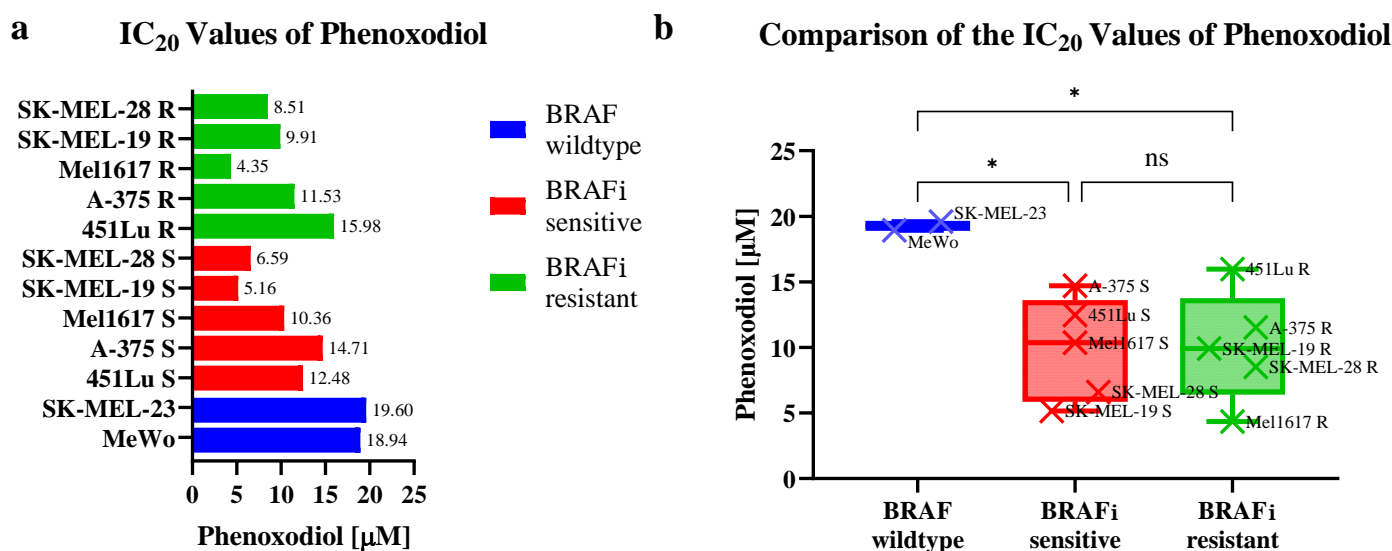 a
IC20 Values of Phenoxodiol
SK-MEL-28 R
8.51
SK-MEL-19 R
9.91
Mel1617 R
4.35
A-375 R
11.53
451Lu R
15.98
SK-MEL-28 S
6.59
SK-MEL-19 S
5.16
Mel1617 S
10.36
A-375 S
14.71
451Lu S
12.48
SK-MEL-23
19.60
MeWo
18.94
0 5 10 15 20 25
Phenoxodiol [μM]
BRAF
wildtype
BRAFi
sensitive
BRAFi
resistant
b
Comparison of the IC20 Values of Phenoxodiol
*
*
ns
Phenoxodiol [μM]
25
20
15
10
5
0
SK-MEL-23
MeWo
A-375 S
451Lu S
Mel1617 S
SK-MEL-28 S
SK-MEL-19 S
451Lu R
A-375 R
SK-MEL-19 R
SK-MEL-28 R
Mel1617 R
BRAF
wildtype
BRAFi
sensitive
BRAFi
resistant